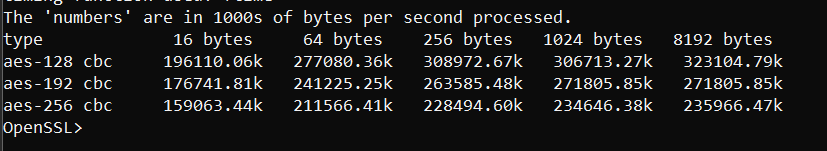 The 'numbers' are in 1000s of bytes per second processed.
type 16 bytes 64 bytes 256 bytes 1024 bytes 8192 bytes
aes-128 cbc 196110.06k 277080.36k 308972.67k 306713.27k 323104.79k
aes-192 cbc 176741.81k 241225.25k 263585.48k 271805.85k 271805.85k
aes-256 cbc 159063.44k 211566.41k 228494.60k 234646.38k 235966.47k
OpenSSL>